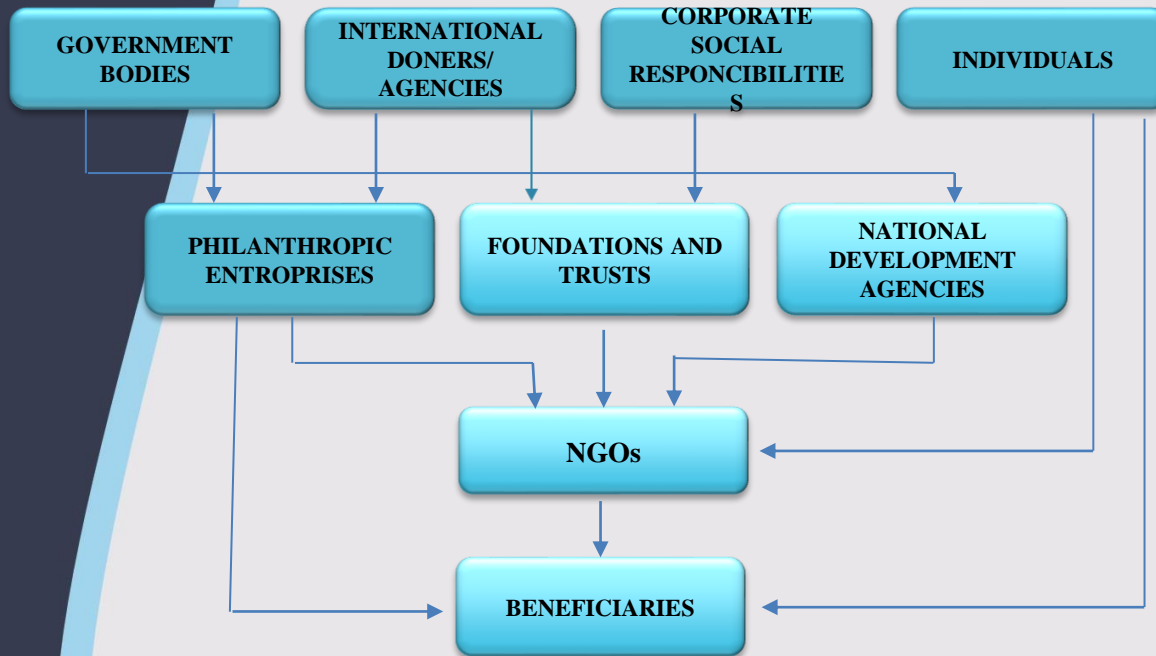 GOVERNMENT
BODIES
INTERNATIONAL
DONERS/
AGENCIES
CORPORATE
SOCIAL
RESPONCIBILITIE
S
INDIVIDUALS
PHILANTHROPIC
ENTROPRISES
FOUNDATIONS AND
TRUSTS
NATIONAL
DEVELOPMENT
AGENCIES
NGOs
BENEFICIARIES